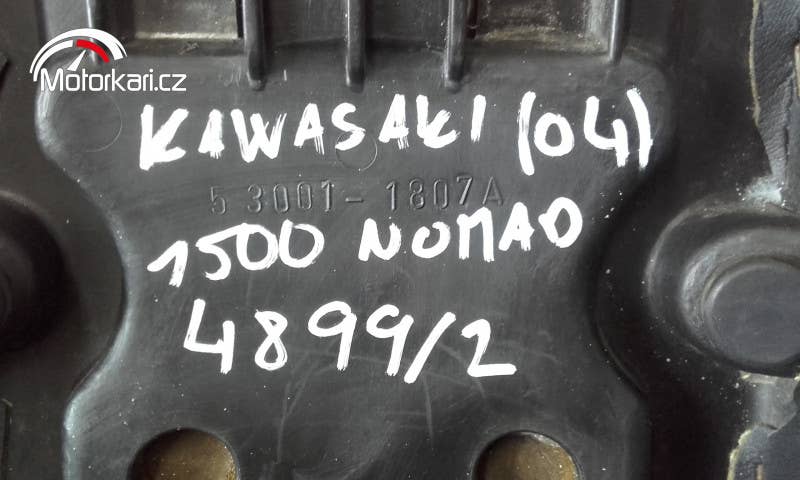 Motorkari.cz
KAWASAKI (04)
53001-1807A
1500 NOMAD
4899/2